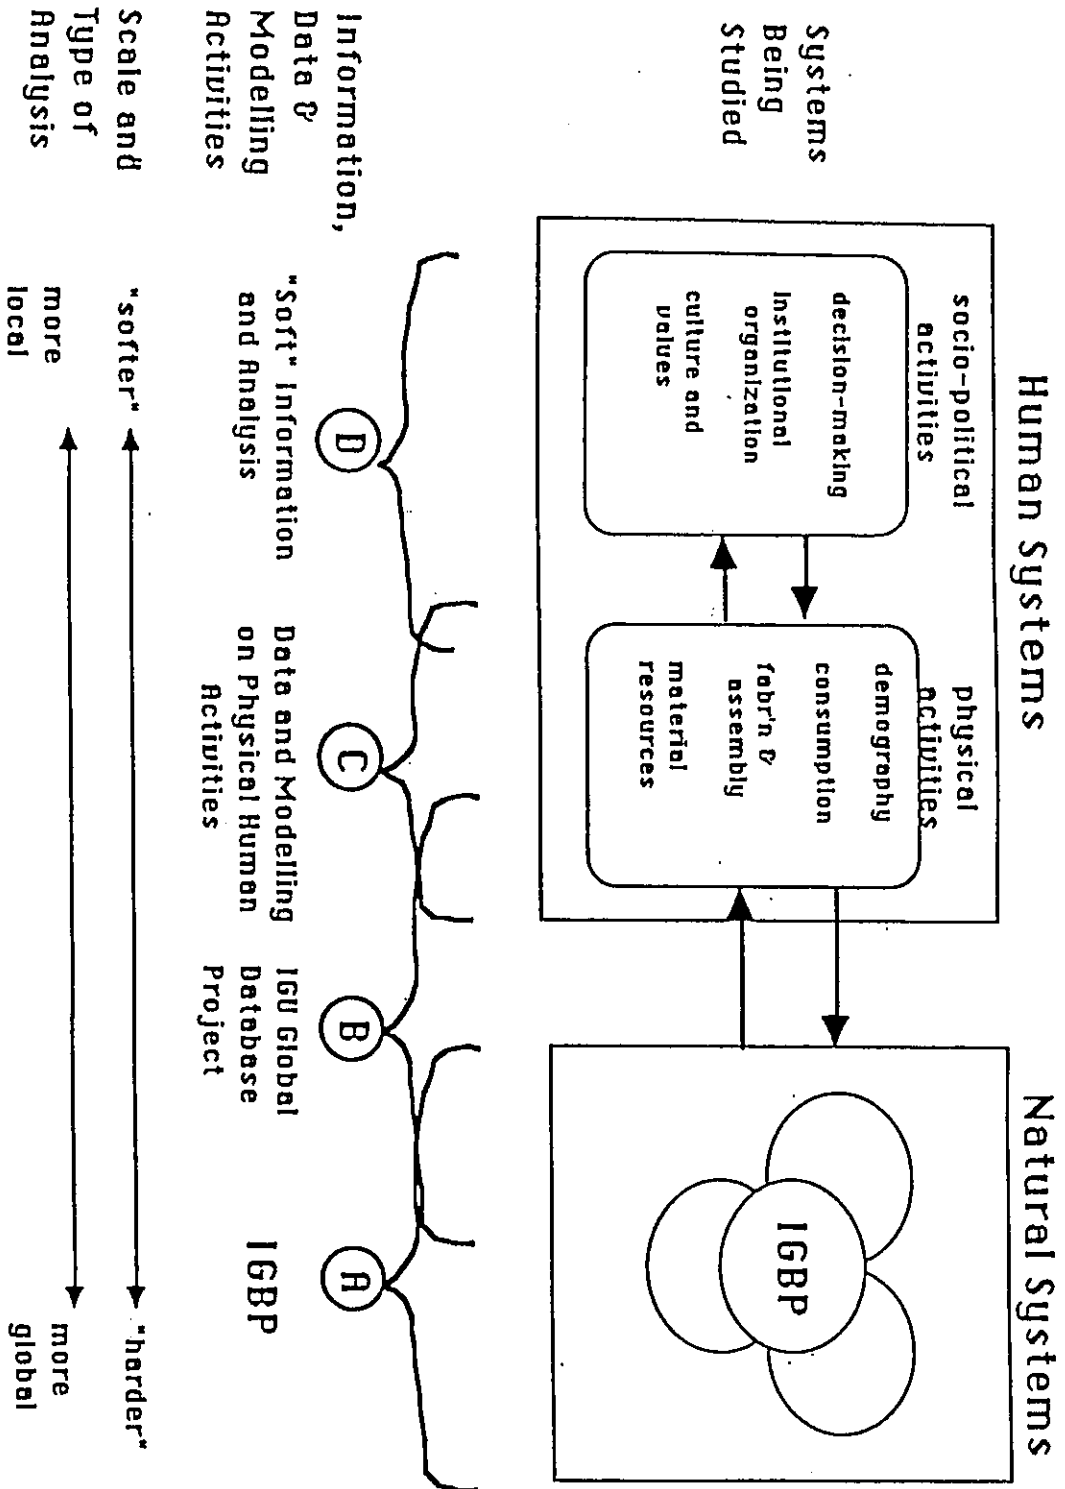 Human Systems
Natural Systems
Systems
Being
Studied
socio-political
activities
decision-making
institutional
organization
culture and
values
physical
activities
demography
consumption
fabr'n &
assembly
material
resources
IGBP
Information,
Data &
Modelling
Activities
D
"Soft" Information
and Analysis
C
Data and Modelling
on Physical Human
Activities
B
IGU Global
Database
Project
A
IGBP
Scale and
Type of
Analysis
"softer"
"harder"
more
local
more
global